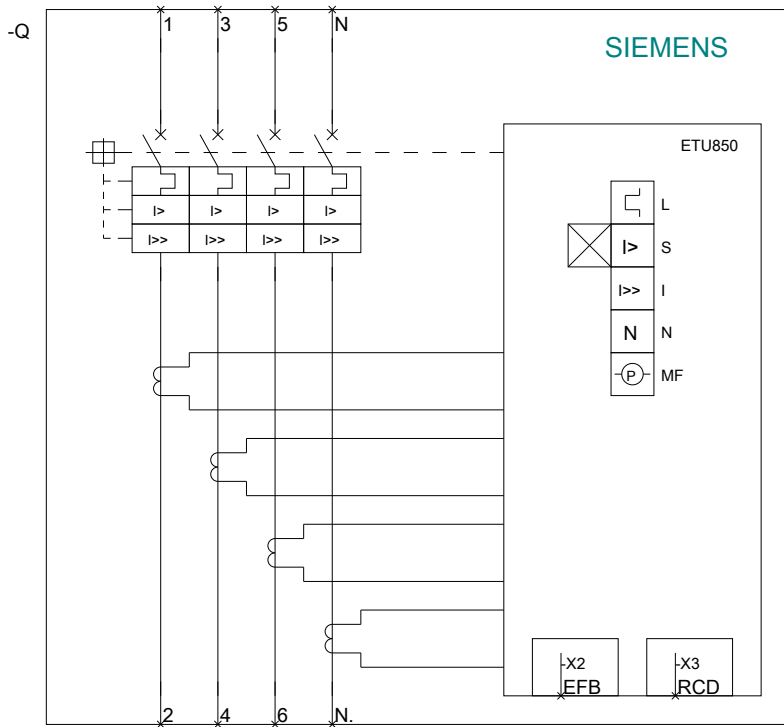 -Q
1 3 5 N
SIEMENS
ETU850
L
I> I> I> I>
I> S
I>> I>> I>> I>>
I>> I
N N
P MF
-X2 -X3
EFB RCD
2 4 6 N.